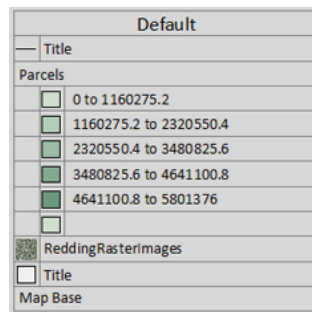 Default
Title
Parcels
0 to 1160275.2
1160275.2 to 2320550.4
2320550.4 to 3480825.6
3480825.6 to 4641100.8
4641100.8 to 5801376
ReddingRasterImages
Title
Map Base